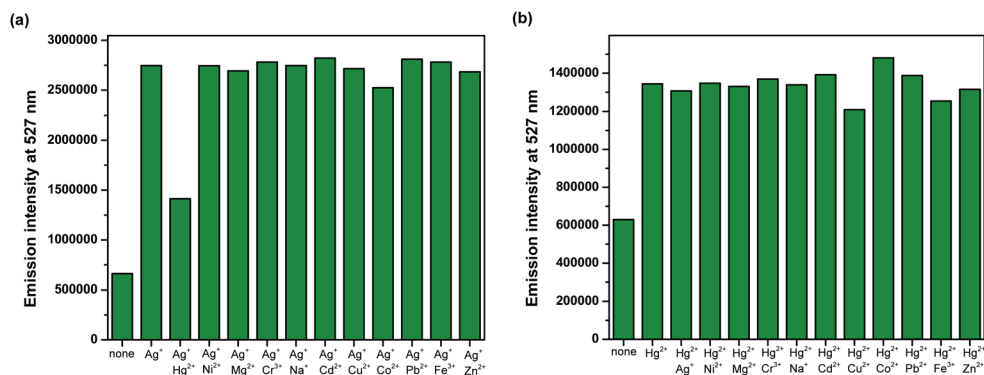 (a)
Emission intensity at 527 nm
3000000
2500000
2000000
1500000
1000000
500000
0
none Ag⁺ Ag⁺ Ag⁺ Ag⁺ Ag⁺ Ag⁺ Ag⁺ Ag⁺ Ag⁺ Ag⁺ Ag⁺ Ag⁺
Hg²⁺ Ni²⁺ Mg²⁺ Cr³⁺ Na⁺ Cd²⁺ Cu²⁺ Co²⁺ Pb²⁺ Fe³⁺ Zn²⁺
(b)
Emission intensity at 527 nm
1400000
1200000
1000000
800000
600000
400000
200000
0
none Hg²⁺ Hg²⁺ Hg²⁺ Hg²⁺ Hg²⁺ Hg²⁺ Hg²⁺ Hg²⁺ Hg²⁺ Hg²⁺ Hg²⁺ Hg²⁺
Ag⁺ Ni²⁺ Mg²⁺ Cr³⁺ Na⁺ Cd²⁺ Cu²⁺ Co²⁺ Pb²⁺ Fe³⁺ Zn²⁺